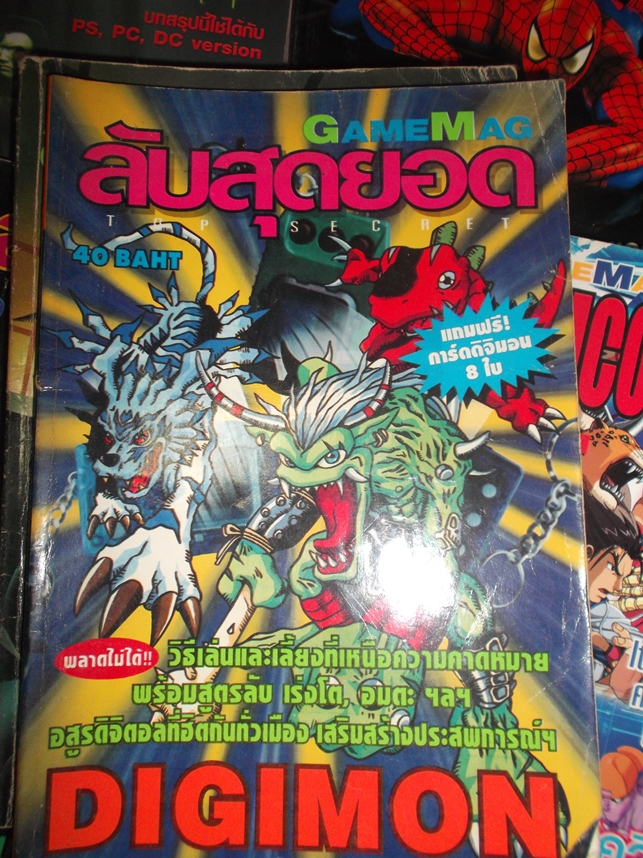 บทสรุปนี้ใช้ได้กับ
PS, PC, DC version
GAMEMAG
ลับสุดยอด
TOP SECRET
40 BAHT
แถมฟรี!
การ์ดดิจิมอน
8 ใบ
EMA
พลาดไม่ได้!!
วิธีเล่นและเลี้ยงที่เหนือความคาดหมาย
พร้อมสูตรลับ เร่งโต, อมตะ ฯลฯ
อสูรดิจิตอลที่ฮิตกันทั่วเมือง เสริมสร้างประสพการณ์ฯ
DIGIMON